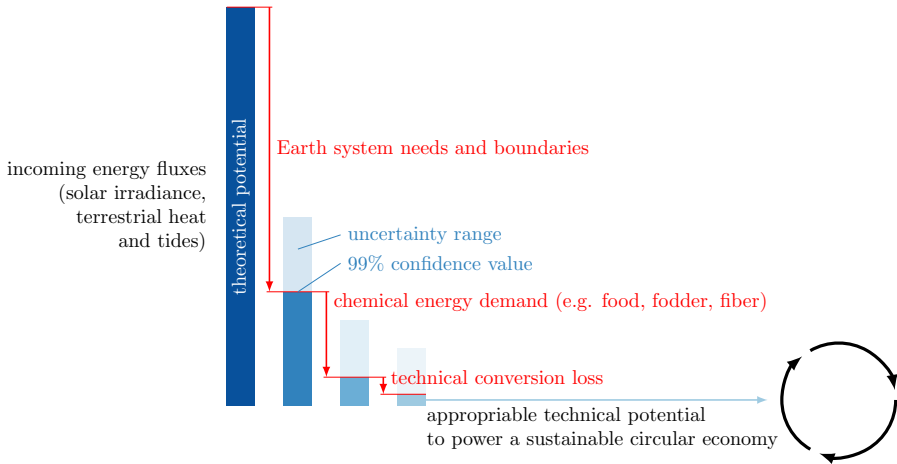 theoretical potential
incoming energy fluxes
(solar irradiance,
terrestrial heat
and tides)
Earth system needs and boundaries
uncertainty range
99% confidence value
chemical energy demand (e.g. food, fodder, fiber)
technical conversion loss
appropriable technical potential
to power a sustainable circular economy